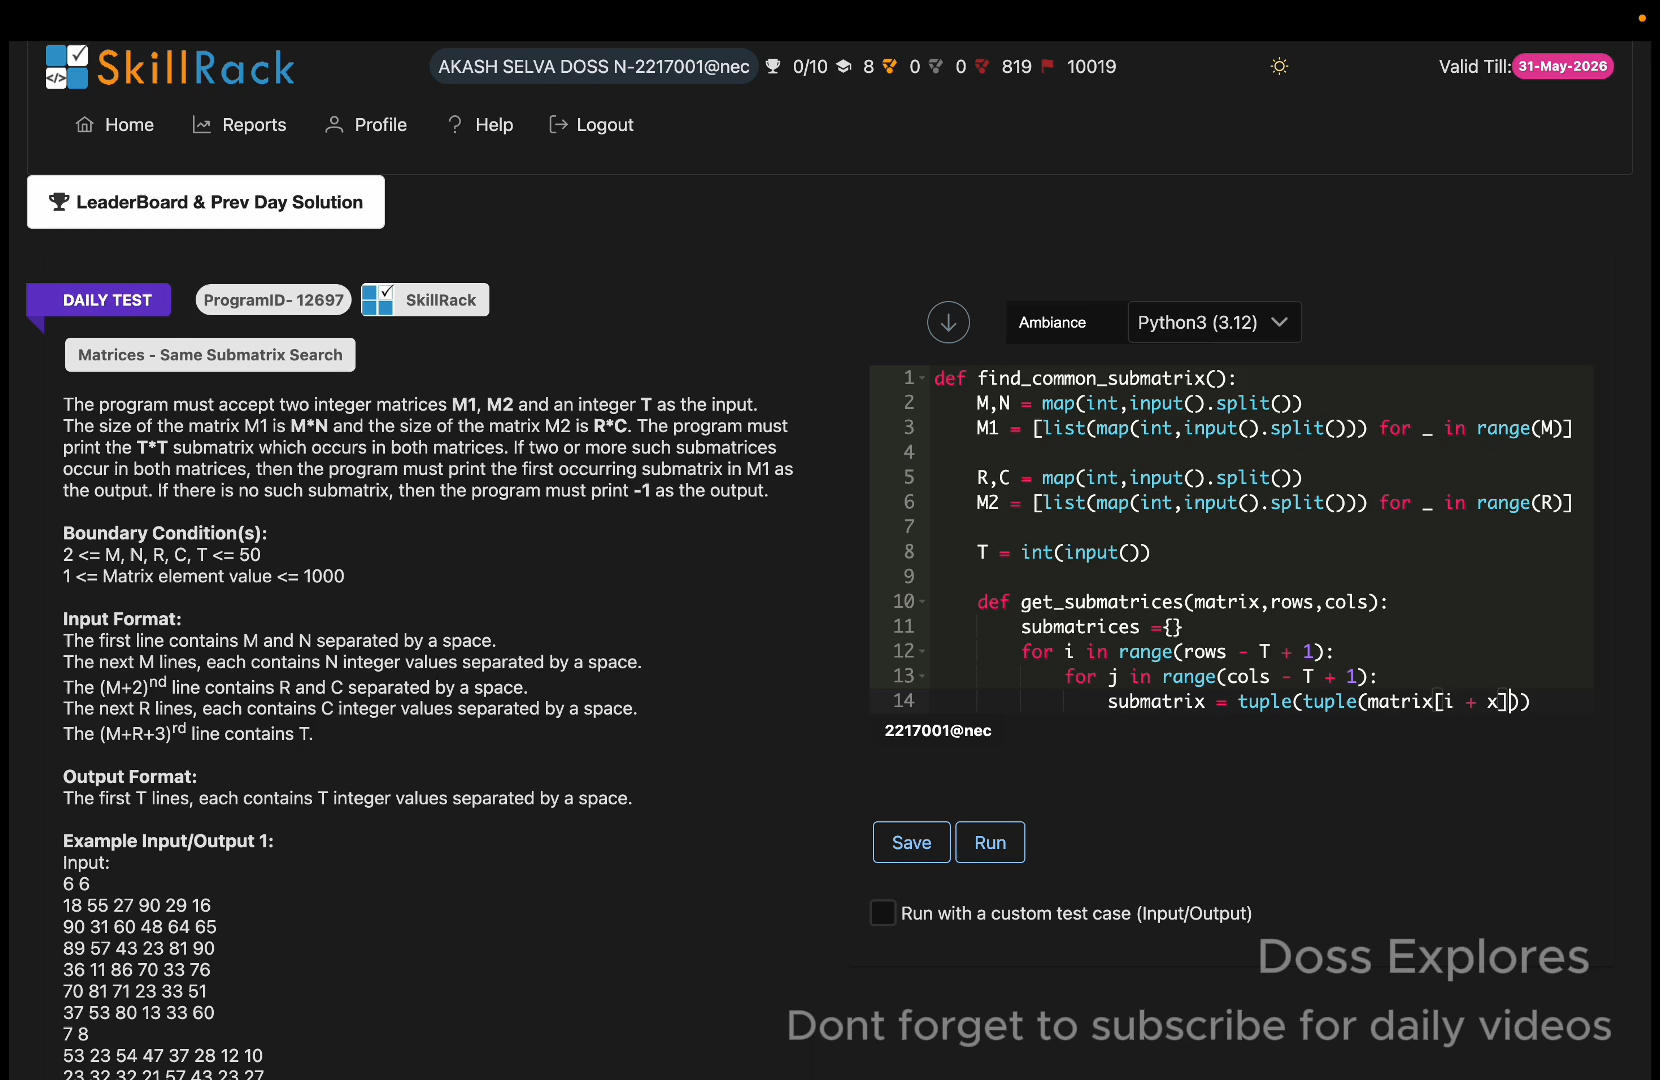 SkillRack
AKASH SELVA DOSS N-2217001@nec 0/10 8 0 0 819 10019
Valid Till: 31-May-2026
Home Reports Profile Help Logout
LeaderBoard & Prev Day Solution
DAILY TEST ProgramID- 12697 SkillRack
Matrices - Same Submatrix Search
The program must accept two integer matrices M1, M2 and an integer T as the input.
The size of the matrix M1 is M*N and the size of the matrix M2 is R*C. The program must
print the T*T submatrix which occurs in both matrices. If two or more such submatrices
occur in both matrices, then the program must print the first occurring submatrix in M1 as
the output. If there is no such submatrix, then the program must print -1 as the output.
Boundary Condition(s):
2 <= M, N, R, C, T <= 50
1 <= Matrix element value <= 1000
Input Format:
The first line contains M and N separated by a space.
The next M lines, each contains N integer values separated by a space.
The (M+2)nd line contains R and C separated by a space.
The next R lines, each contains C integer values separated by a space.
The (M+R+3)rd line contains T.
Output Format:
The first T lines, each contains T integer values separated by a space.
Example Input/Output 1:
Input:
6 6
18 55 27 90 29 16
90 31 60 48 64 65
89 57 43 23 81 90
36 11 86 70 33 76
70 81 71 23 33 51
37 53 80 13 33 60
7 8
53 23 54 47 37 28 12 10
23 32 32 21 57 43 23 27
Ambiance Python3 (3.12)
1 def find_common_submatrix():
2 M,N = map(int,input().split())
3 M1 = [list(map(int,input().split())) for _ in range(M)]
4
5 R,C = map(int,input().split())
6 M2 = [list(map(int,input().split())) for _ in range(R)]
7
8 T = int(input())
9
10 def get_submatrices(matrix,rows,cols):
11 submatrices ={}
12 for i in range(rows - T + 1):
13 for j in range(cols - T + 1):
14 submatrix = tuple(tuple(matrix[i + x]))
2217001@nec
Save Run
Run with a custom test case (Input/Output)
Doss Explores
Dont forget to subscribe for daily videos